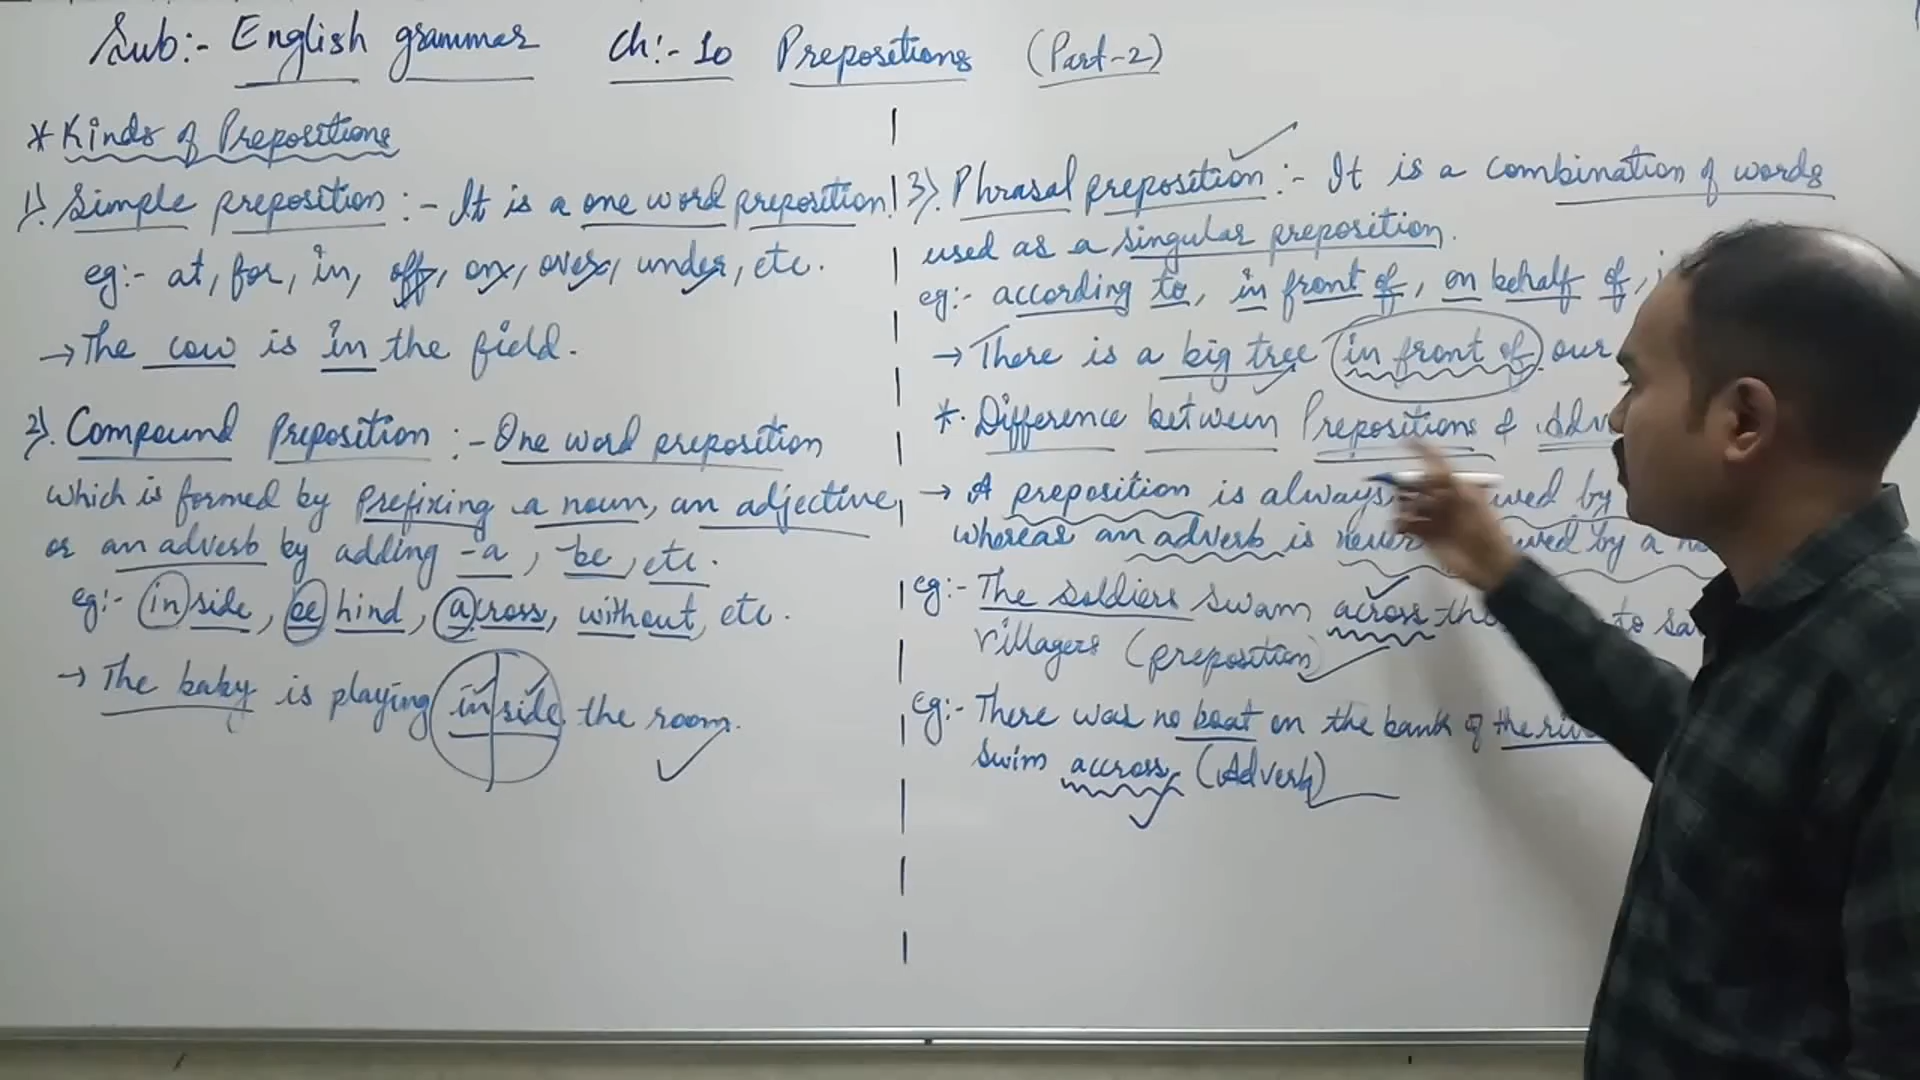 Sub:- English grammar Ch:- 10 Prepositions (Part-2)
* Kinds of Prepositions
1). Simple preposition :- It is a one word preposition.
eg:- at, for, in, off, on, over, under, etc.
→ The cow is in the field.
2). Compound Preposition :- One word preposition
which is formed by prefixing a noun, an adjective
or an adverb by adding -a, -be, etc.
eg:- inside, behind, across, without, etc.
→ The baby is playing inside the room.
3). Phrasal preposition :- It is a combination of words
used as a singular preposition.
eg:- according to, in front of, on behalf of,
→ There is a big tree in front of our
*. Difference between Prepositions &
→ A preposition is always by
whereas an adverb is never by a
eg:- The soldiers swam across to
villagers (preposition)
eg:- There was no boat on the bank of the
swim accross (Adverb)